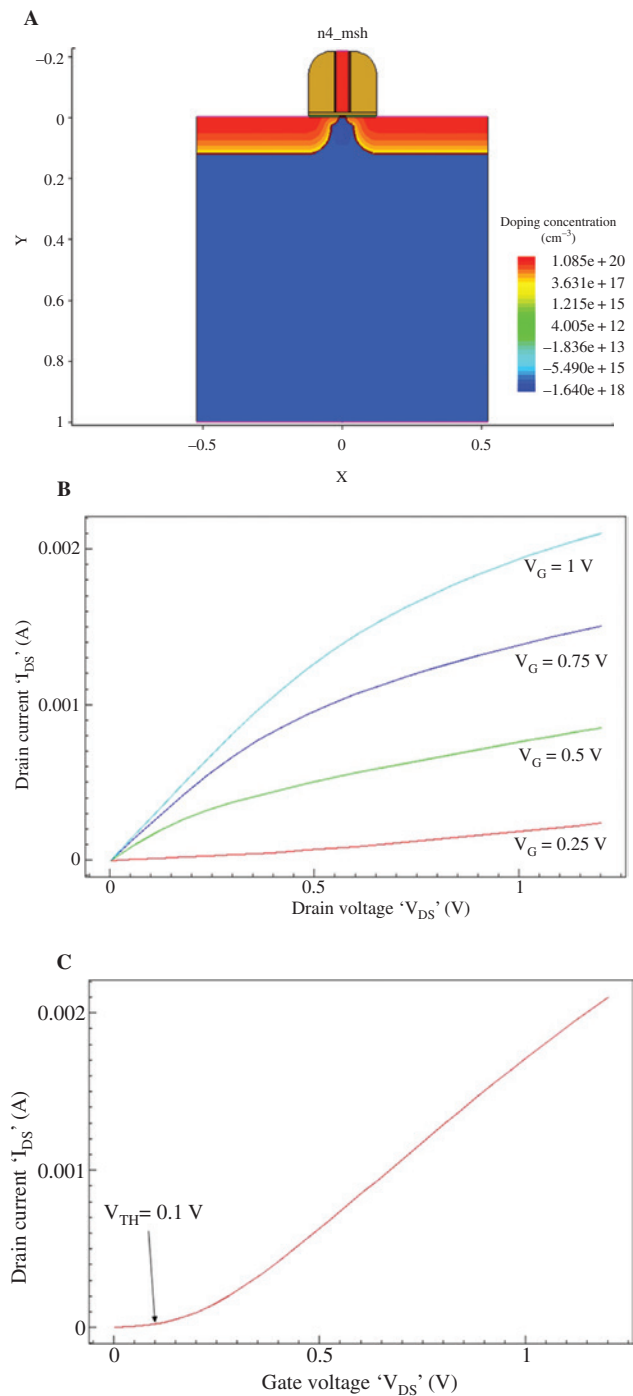 A
n4_msh
−0.2
0
0.2
0.4
0.6
0.8
1
Y
−0.5
0
0.5
X
Doping concentration
(cm⁻³)
1.085e + 20
3.631e + 17
1.215e + 15
4.005e + 12
−1.836e + 13
−5.490e + 15
−1.640e + 18
B
Drain current ‘I_DS’ (A)
0.002
0.001
0
V_G = 1 V
V_G = 0.75 V
V_G = 0.5 V
V_G = 0.25 V
0
0.5
1
Drain voltage ‘V_DS’ (V)
C
Drain current ‘I_DS’ (A)
0.002
0.001
0
V_TH= 0.1 V
0
0.5
1
Gate voltage ‘V_DS’ (V)